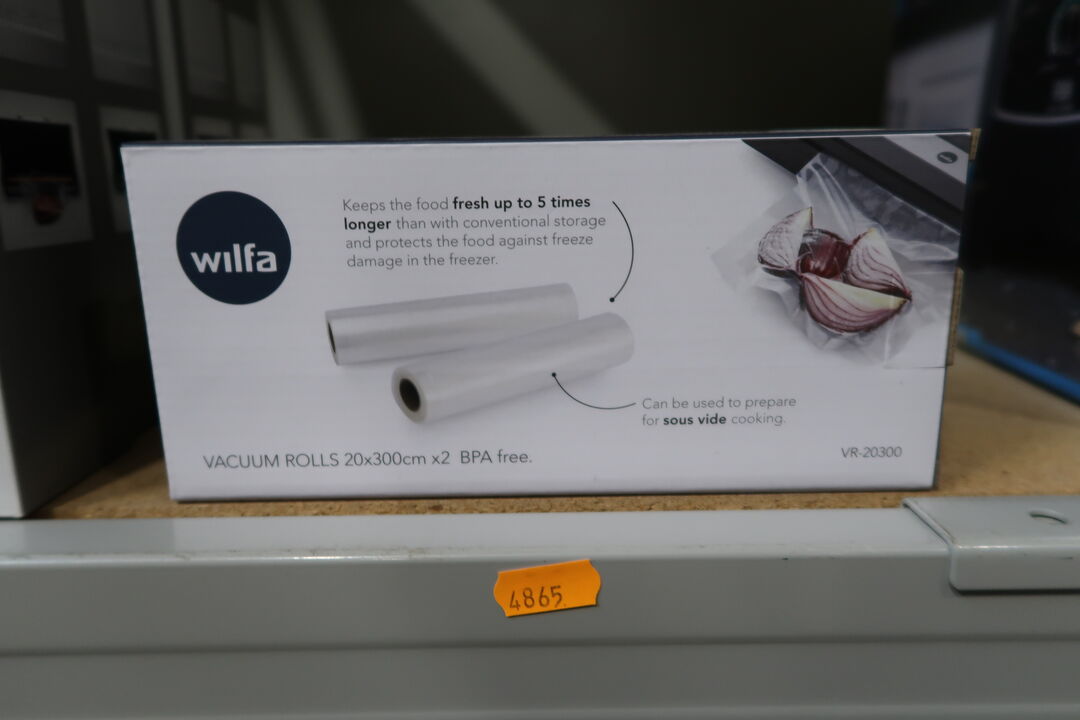 wilfa
Keeps the food fresh up to 5 times
longer than with conventional storage
and protects the food against freeze
damage in the freezer.
Can be used to prepare
for sous vide cooking.
VACUUM ROLLS 20x300cm x2 BPA free.
VR-20300
4865